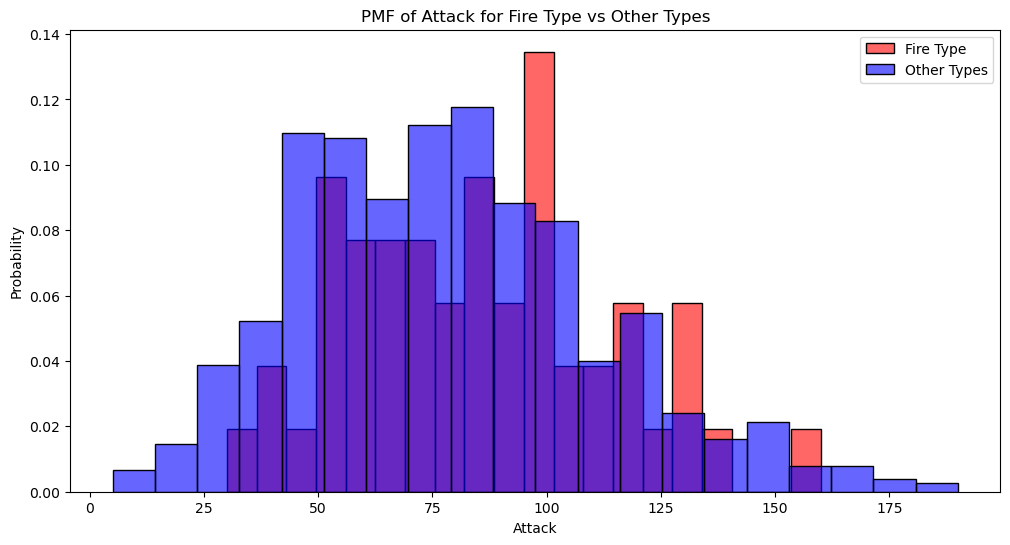 PMF of Attack for Fire Type vs Other Types
Fire Type
Other Types
Probability
0.14
0.12
0.10
0.08
0.06
0.04
0.02
0.00
0 25 50 75 100 125 150 175
Attack